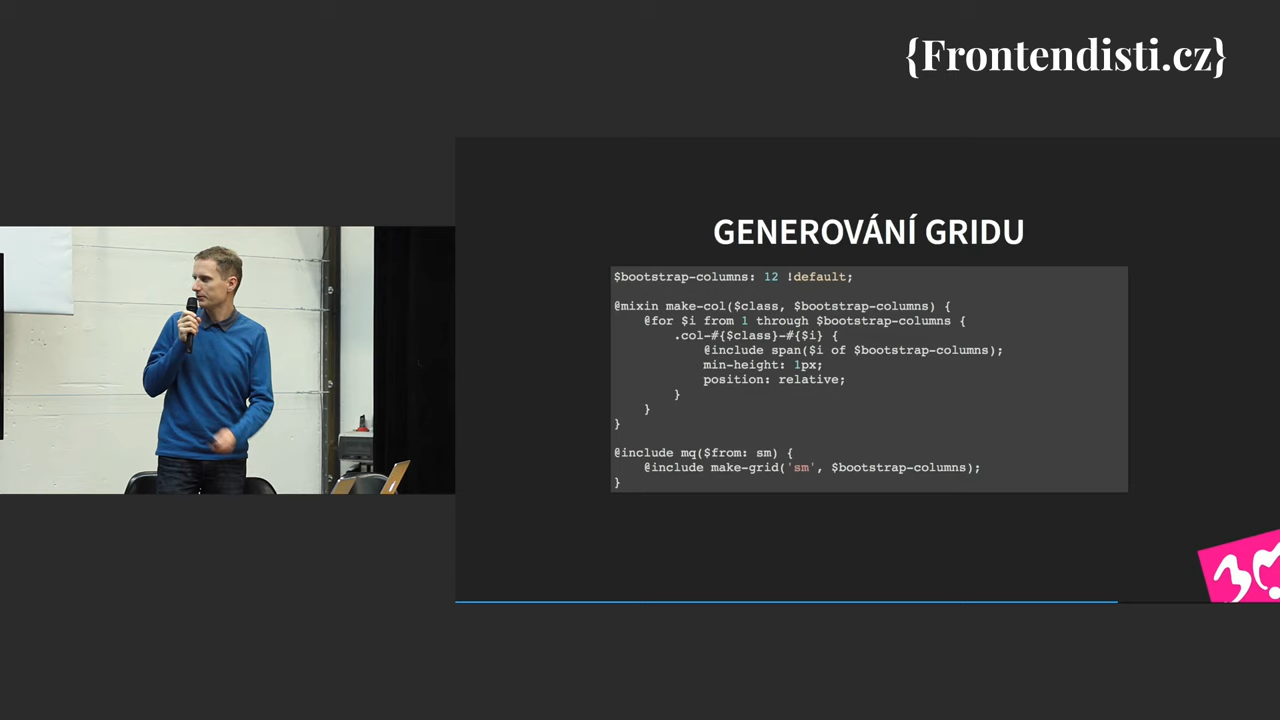 {Frontendisti.cz}
GENEROVÁNÍ GRIDU
$bootstrap-columns: 12 !default;
@mixin make-col($class, $bootstrap-columns) {
@for $i from 1 through $bootstrap-columns {
.col-#{$class}-#{$i} {
@include span($i of $bootstrap-columns);
min-height: 1px;
position: relative;
}
}
}
@include mq($from: sm) {
@include make-grid('sm', $bootstrap-columns);
}